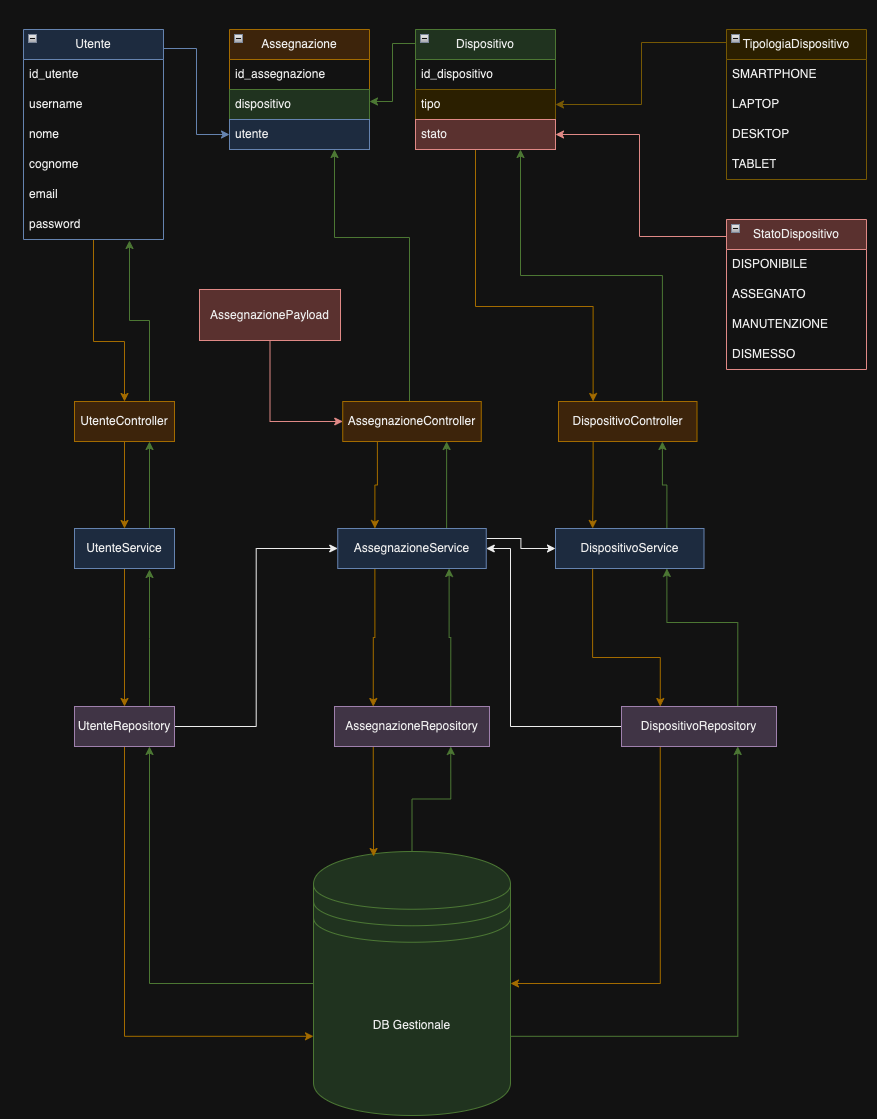 Utente
id_utente
username
nome
cognome
email
password
Assegnazione
id_assegnazione
dispositivo
utente
Dispositivo
id_dispositivo
tipo
stato
TipologiaDispositivo
SMARTPHONE
LAPTOP
DESKTOP
TABLET
StatoDispositivo
DISPONIBILE
ASSEGNATO
MANUTENZIONE
DISMESSO
AssegnazionePayload
UtenteController
AssegnazioneController
DispositivoController
UtenteService
AssegnazioneService
DispositivoService
UtenteRepository
AssegnazioneRepository
DispositivoRepository
DB Gestionale